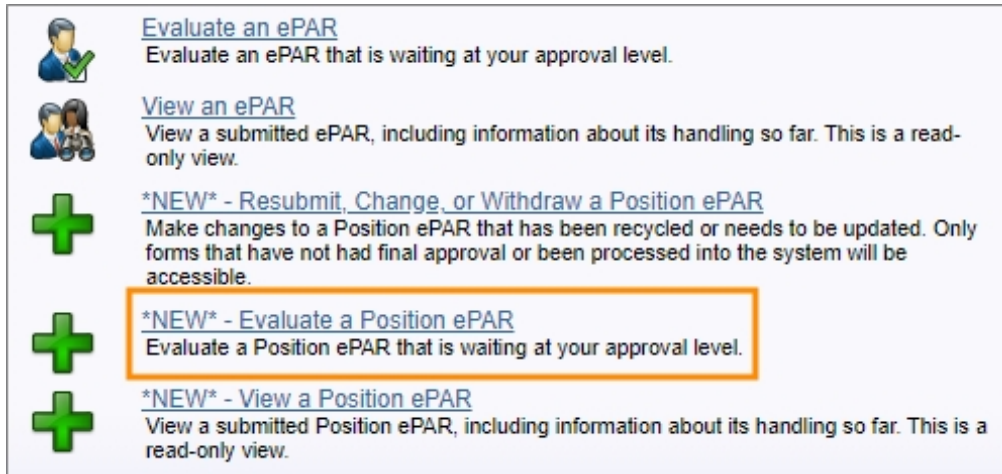 Evaluate an ePAR
Evaluate an ePAR that is waiting at your approval level.
View an ePAR
View a submitted ePAR, including information about its handling so far. This is a read-
only view.
*NEW* - Resubmit, Change, or Withdraw a Position ePAR
Make changes to a Position ePAR that has been recycled or needs to be updated. Only
forms that have not had final approval or been processed into the system will be
accessible.
*NEW* - Evaluate a Position ePAR
Evaluate a Position ePAR that is waiting at your approval level.
*NEW* - View a Position ePAR
View a submitted Position ePAR, including information about its handling so far. This is a
read-only view.